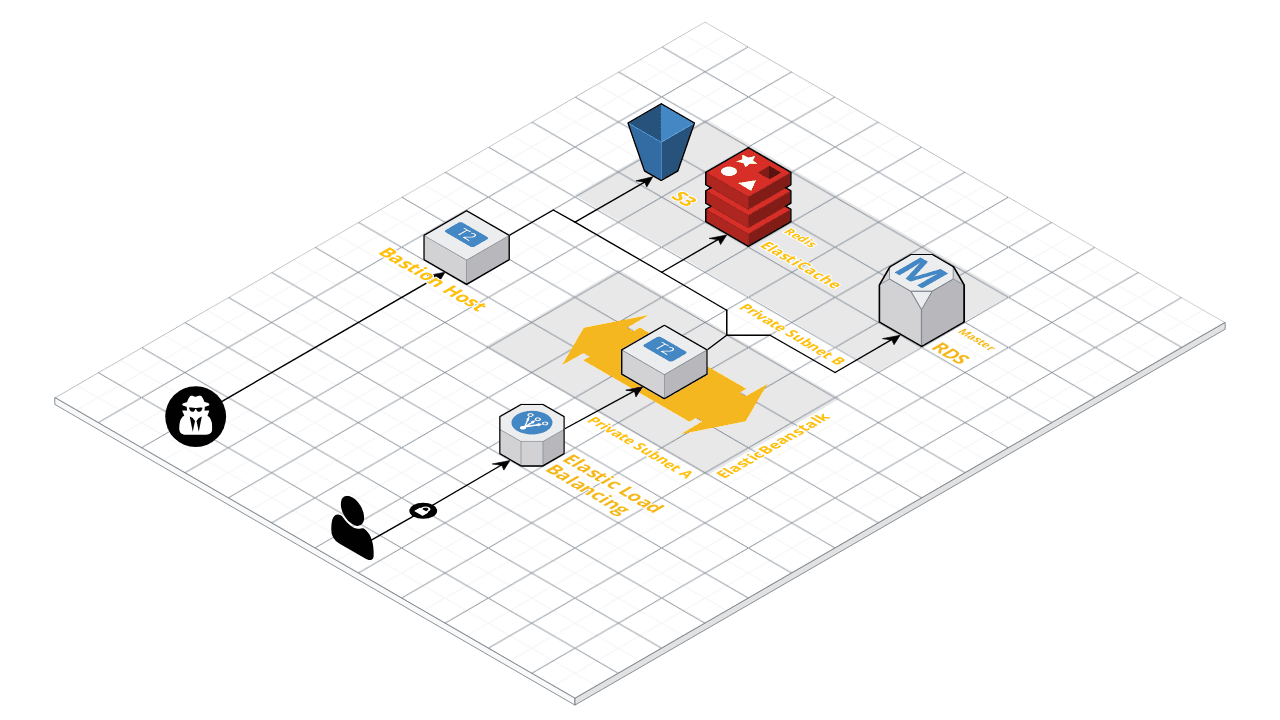 S3
Redis
ElastiCache
T2
Bastion Host
M
Master
RDS
Private Subnet B
T2
Private Subnet A
ElasticBeanstalk
Elastic Load
Balancing